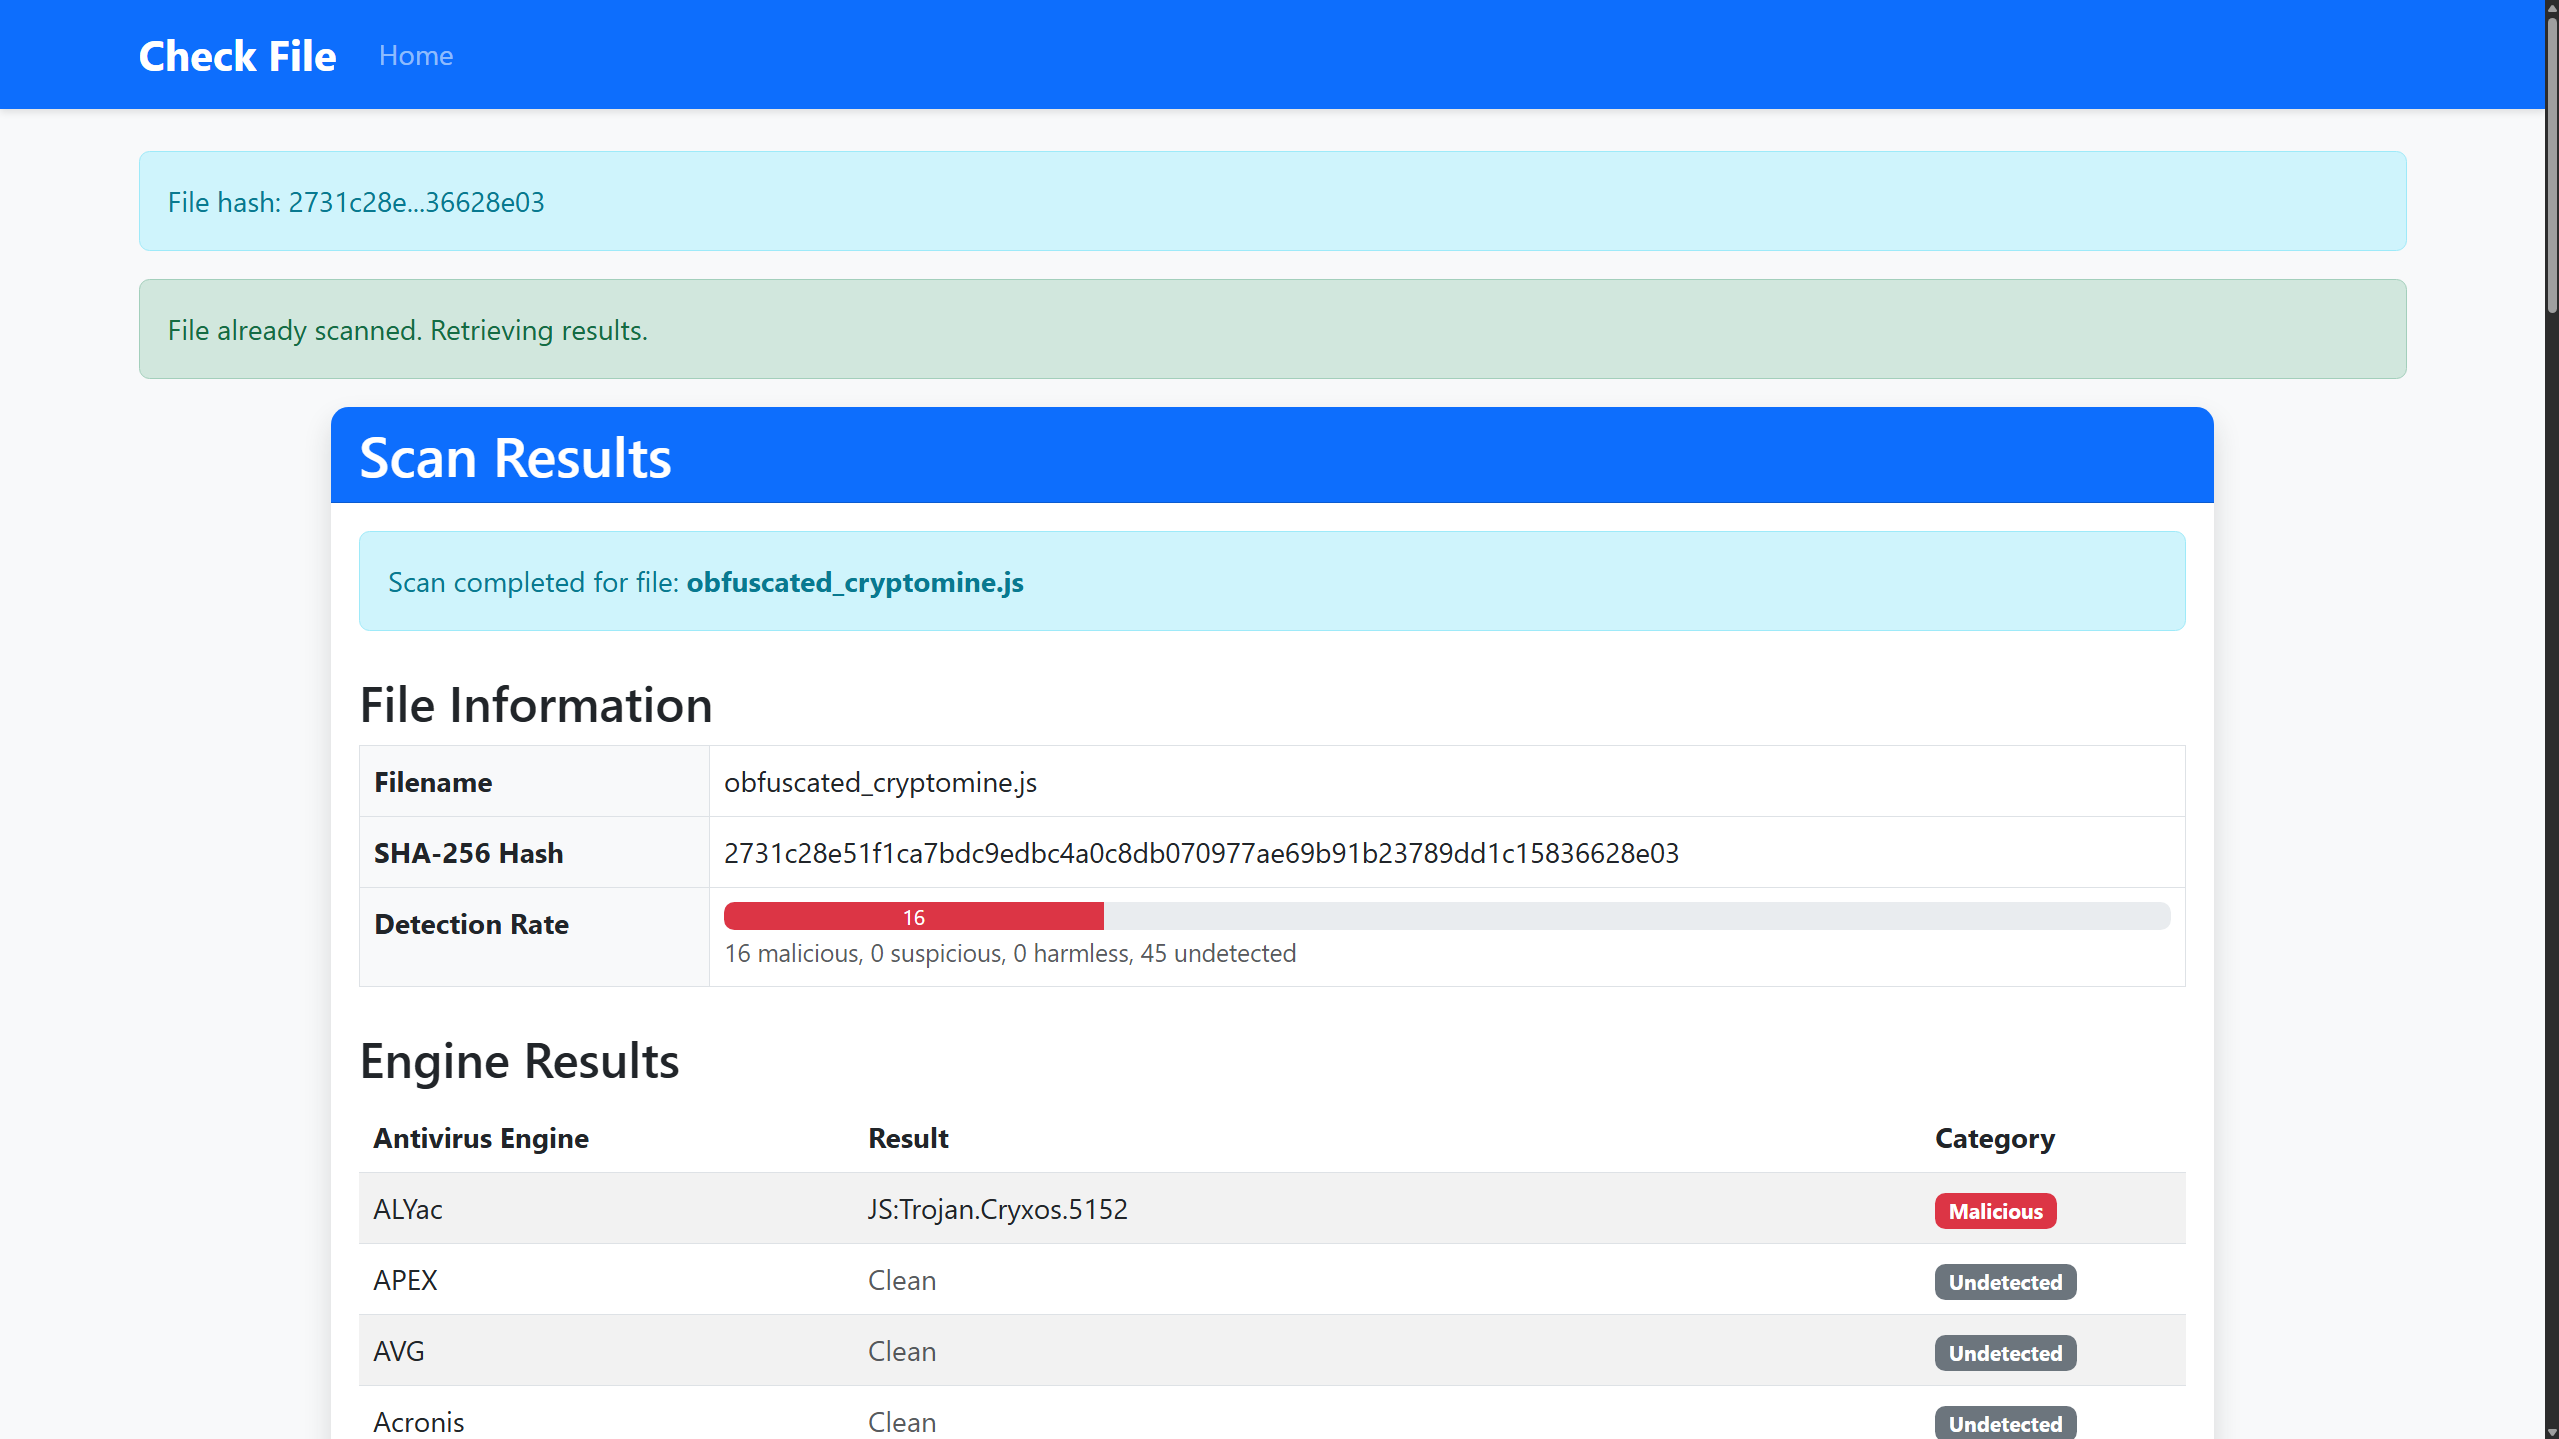 Check File Home
File hash: 2731c28e...36628e03
File already scanned. Retrieving results.
Scan Results
Scan completed for file: obfuscated_cryptomine.js
File Information
Filename obfuscated_cryptomine.js
SHA-256 Hash 2731c28e51f1ca7bdc9edbc4a0c8db070977ae69b91b23789dd1c15836628e03
Detection Rate 16
16 malicious, 0 suspicious, 0 harmless, 45 undetected
Engine Results
Antivirus Engine Result Category
ALYac JS:Trojan.Cryxos.5152 Malicious
APEX Clean Undetected
AVG Clean Undetected
Acronis Clean Undetected